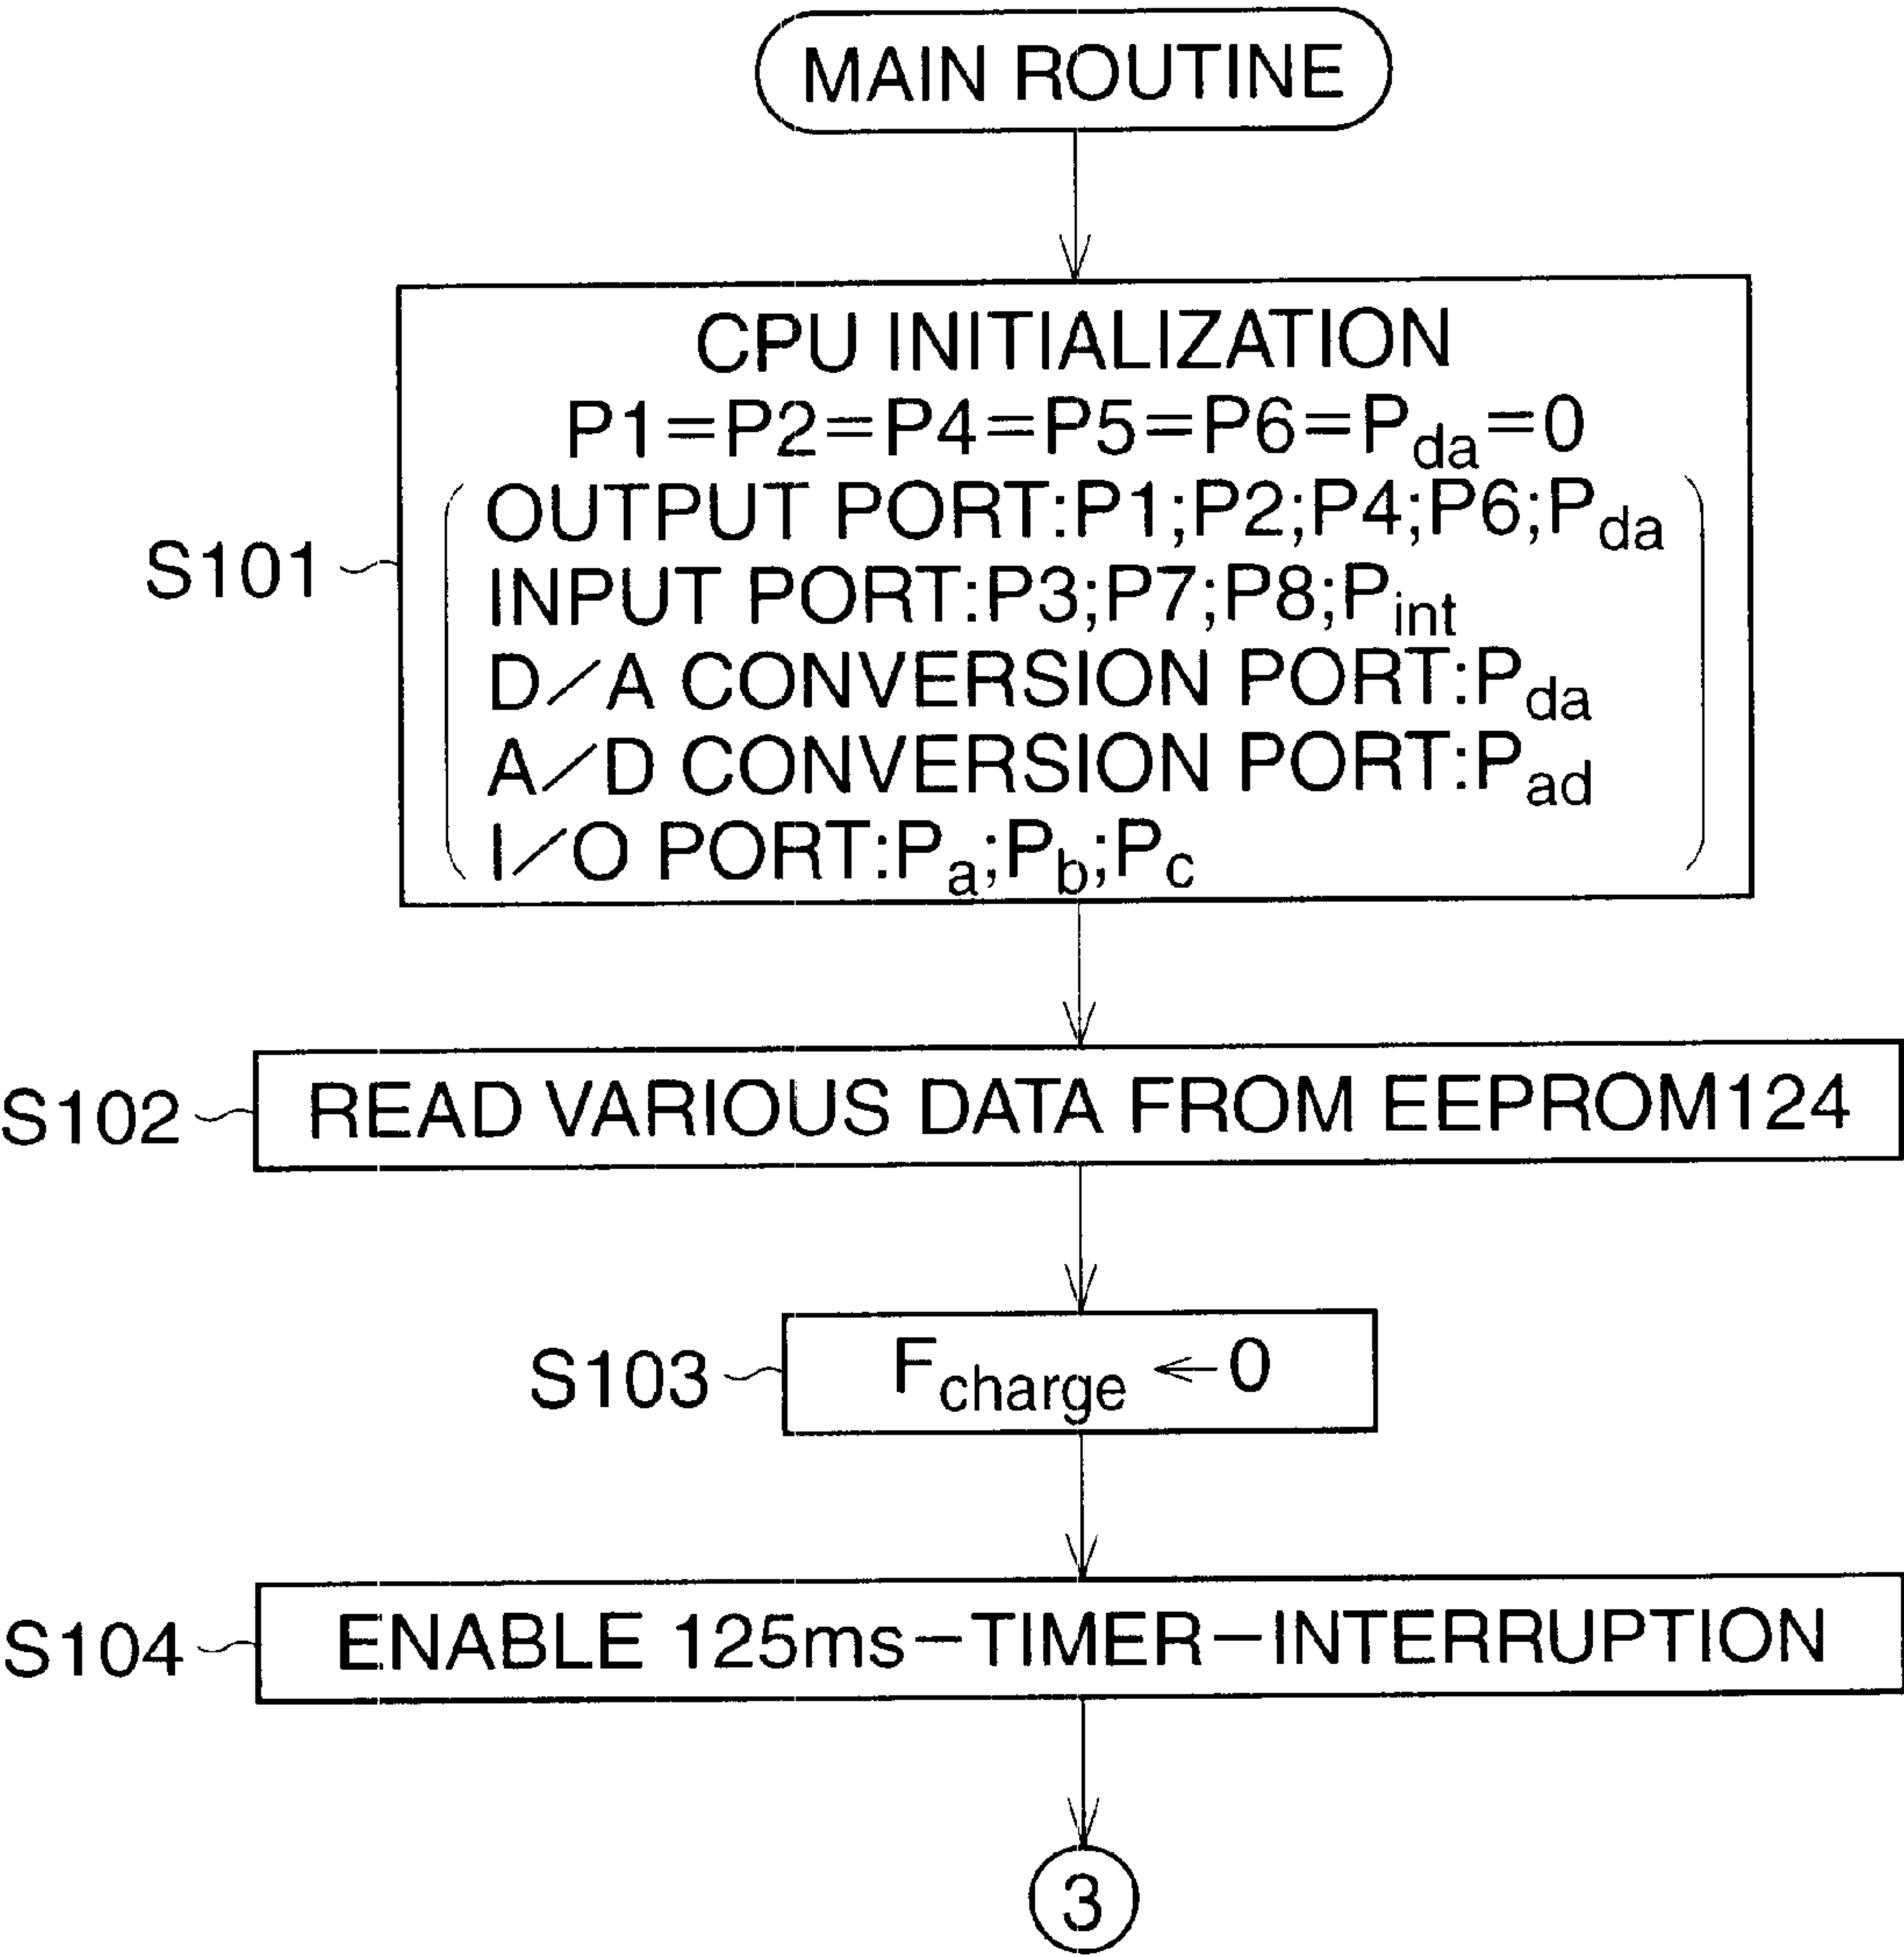 MAIN ROUTINE
CPU INITIALIZATION
P1=P2=P4=P5=P6=Pda=0
OUTPUT PORT:P1;P2;P4;P6;Pda
S101
INPUT PORT:P3;P7;P8;Pint
D/A CONVERSION PORT:Pda
A/D CONVERSION PORT:Pad
I/O PORT:Pa;Pb;Pc
S102 READ VARIOUS DATA FROM EEPROM124
S103 Fcharge ←0
S104 ENABLE 125ms-TIMER-INTERRUPTION
3